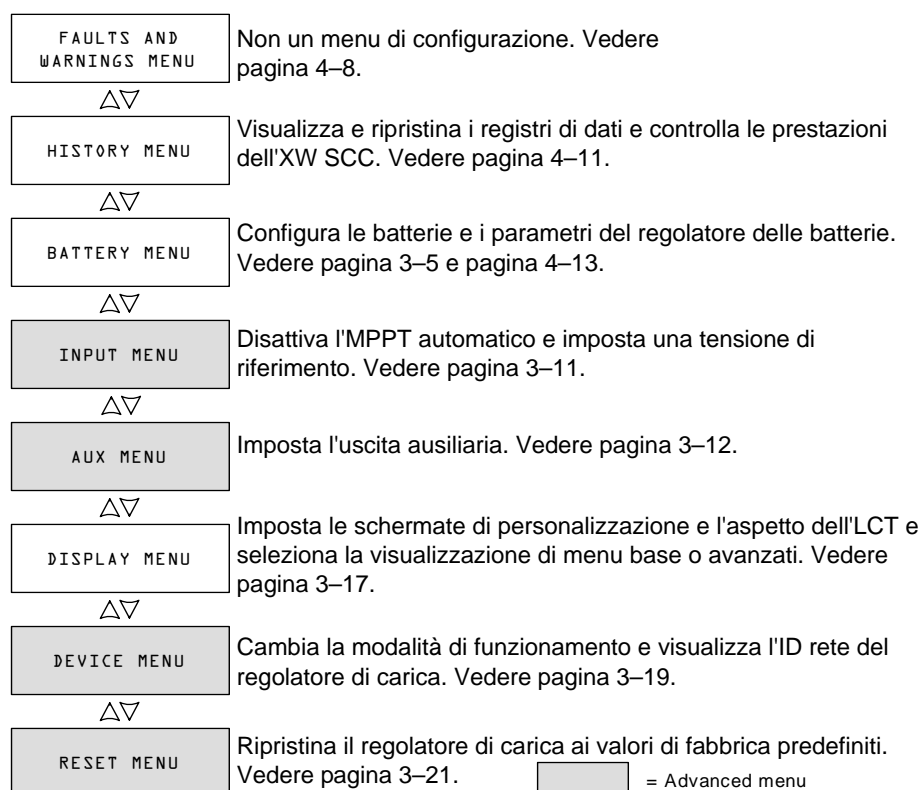 FAULTS AND
WARNINGS MENU
Non un menu di configurazione. Vedere
pagina 4–8.
HISTORY MENU
Visualizza e ripristina i registri di dati e controlla le prestazioni
dell'XW SCC. Vedere pagina 4–11.
BATTERY MENU
Configura le batterie e i parametri del regolatore delle batterie.
Vedere pagina 3–5 e pagina 4–13.
INPUT MENU
Disattiva l'MPPT automatico e imposta una tensione di
riferimento. Vedere pagina 3–11.
AUX MENU
Imposta l'uscita ausiliaria. Vedere pagina 3–12.
DISPLAY MENU
Imposta le schermate di personalizzazione e l'aspetto dell'LCT e
seleziona la visualizzazione di menu base o avanzati. Vedere
pagina 3–17.
DEVICE MENU
Cambia la modalità di funzionamento e visualizza l'ID rete del
regolatore di carica. Vedere pagina 3–19.
RESET MENU
Ripristina il regolatore di carica ai valori di fabbrica predefiniti.
Vedere pagina 3–21.
= Advanced menu